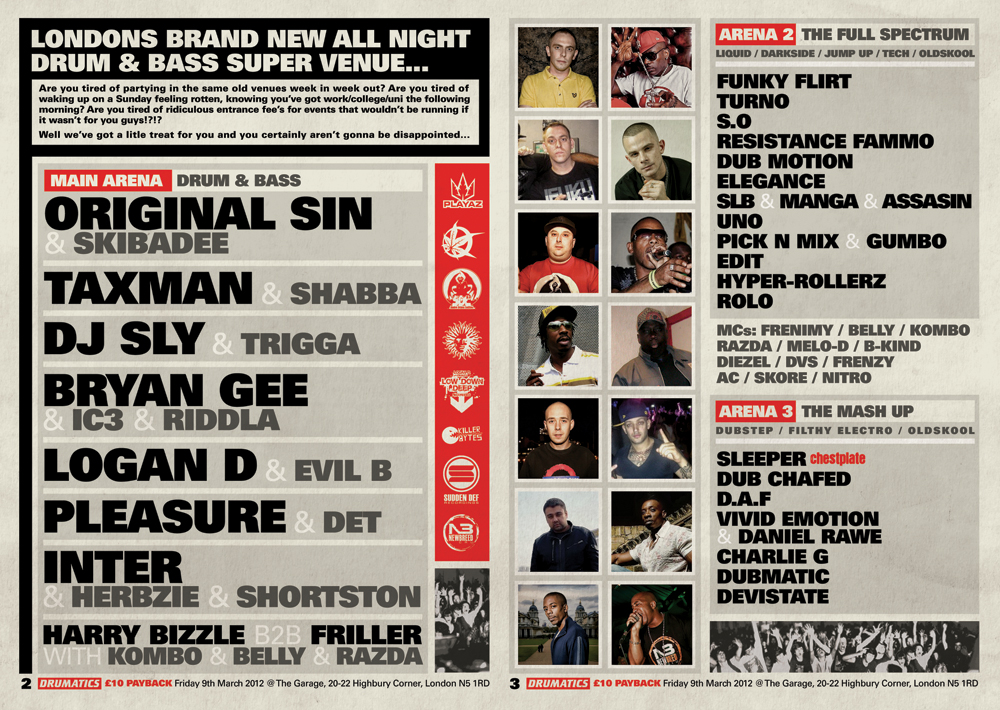 LONDONS BRAND NEW ALL NIGHT
DRUM & BASS SUPER VENUE...
Are you tired of partying in the same old venues week in week out? Are you tired of
waking up on a Sunday feeling rotten, knowing you've got work/college/uni the following
morning? Are you tired of ridiculous entrance fee's for events that wouldn't be running if
it wasn't for you guys!?!?
Well we've got a litle treat for you and you certainly aren't gonna be disappointed...
MAIN ARENA DRUM & BASS
ORIGINAL SIN
& SKIBADEE
TAXMAN & SHABBA
DJ SLY & TRIGGA
BRYAN GEE
& IC3 & RIDDLA
LOGAN D & EVIL B
PLEASURE & DET
INTER
& HERBZIE & SHORTSTON
HARRY BIZZLE B2B FRILLER
WITH KOMBO & BELLY & RAZDA
PLAYAZ
LOW DOWN
DEEP
KILLER
BYTES
SUDDEN DEF
N3
NEWBREED
2 DRUMATICS £10 PAYBACK Friday 9th March 2012 @ The Garage, 20-22 Highbury Corner, London N5 1RD
ARENA 2 THE FULL SPECTRUM
LIQUID / DARKSIDE / JUMP UP / TECH / OLDSKOOL
FUNKY FLIRT
TURNO
S.O
RESISTANCE FAMMO
DUB MOTION
ELEGANCE
SLB & MANGA & ASSASIN
UNO
PICK N MIX & GUMBO
EDIT
HYPER-ROLLERZ
ROLO
MCs: FRENIMY / BELLY / KOMBO
RAZDA / MELO-D / B-KIND
DIEZEL / DVS / FRENZY
AC / SKORE / NITRO
ARENA 3 THE MASH UP
DUBSTEP / FILTHY ELECTRO / OLDSKOOL
SLEEPER chestplate
DUB CHAFED
D.A.F
VIVID EMOTION
& DANIEL RAWE
CHARLIE G
DUBMATIC
DEVISTATE
3 DRUMATICS £10 PAYBACK Friday 9th March 2012 @ The Garage, 20-22 Highbury Corner, London N5 1RD